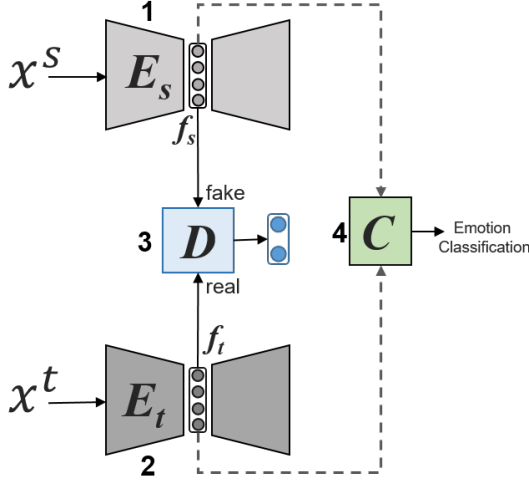 1
x^s
E_s
f_s
fake
3
D
4
C
Emotion
Classification
real
f_t
x^t
E_t
2